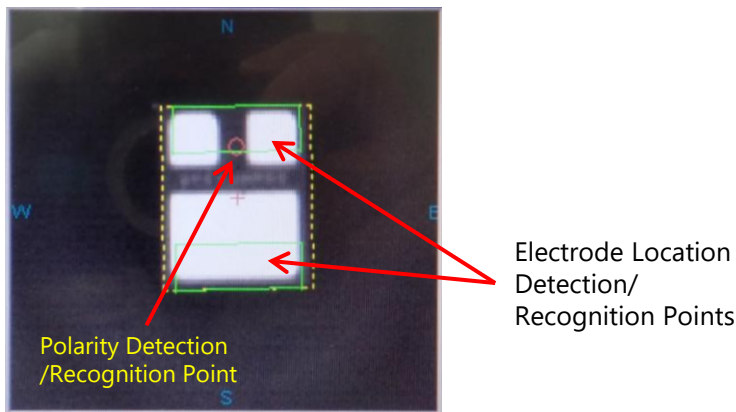 N
W
E
Electrode Location
Detection/
Recognition Points
Polarity Detection
/Recognition Point
S